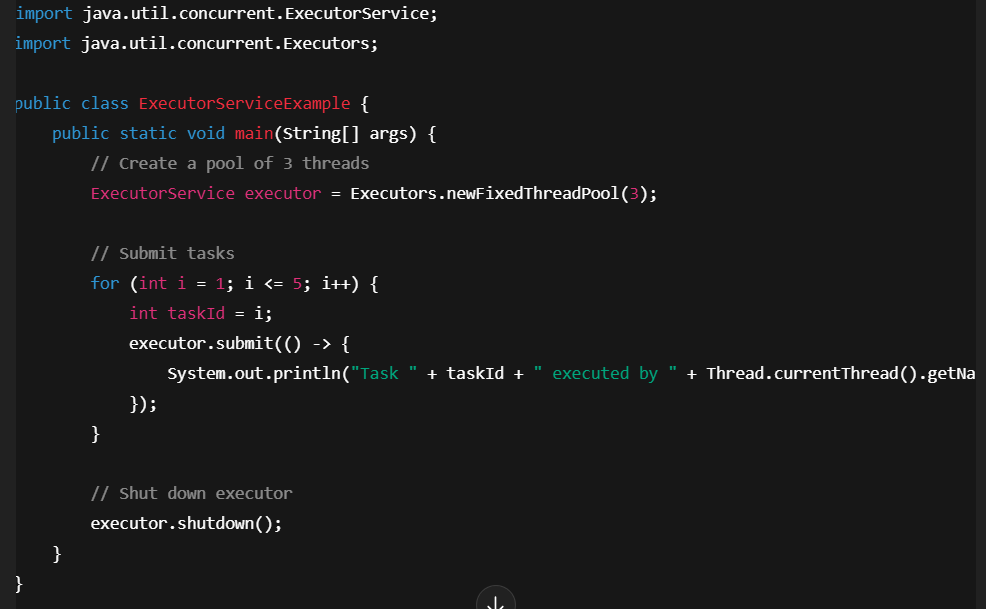 import java.util.concurrent.ExecutorService;
import java.util.concurrent.Executors;

public class ExecutorServiceExample {
    public static void main(String[] args) {
        // Create a pool of 3 threads
        ExecutorService executor = Executors.newFixedThreadPool(3);

        // Submit tasks
        for (int i = 1; i <= 5; i++) {
            int taskId = i;
            executor.submit(() -> {
                System.out.println("Task " + taskId + " executed by " + Thread.currentThread().getNa
            });
        }

        // Shut down executor
        executor.shutdown();
    }
}